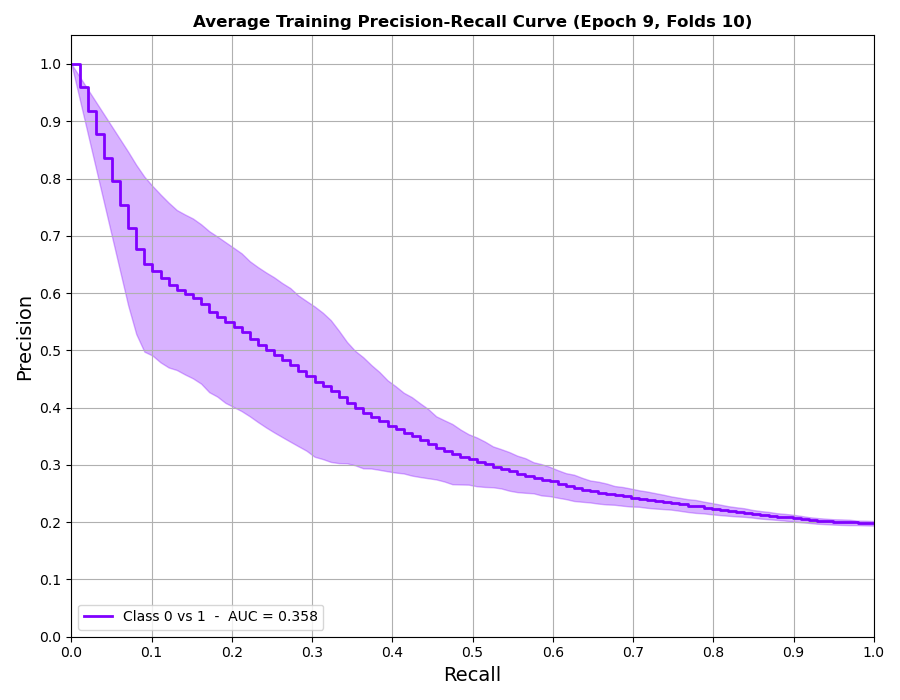 Average Training Precision-Recall Curve (Epoch 9, Folds 10)
Precision
1.0
0.9
0.8
0.7
0.6
0.5
0.4
0.3
0.2
0.1
0.0
Class 0 vs 1 - AUC = 0.358
0.0 0.1 0.2 0.3 0.4 0.5 0.6 0.7 0.8 0.9 1.0
Recall